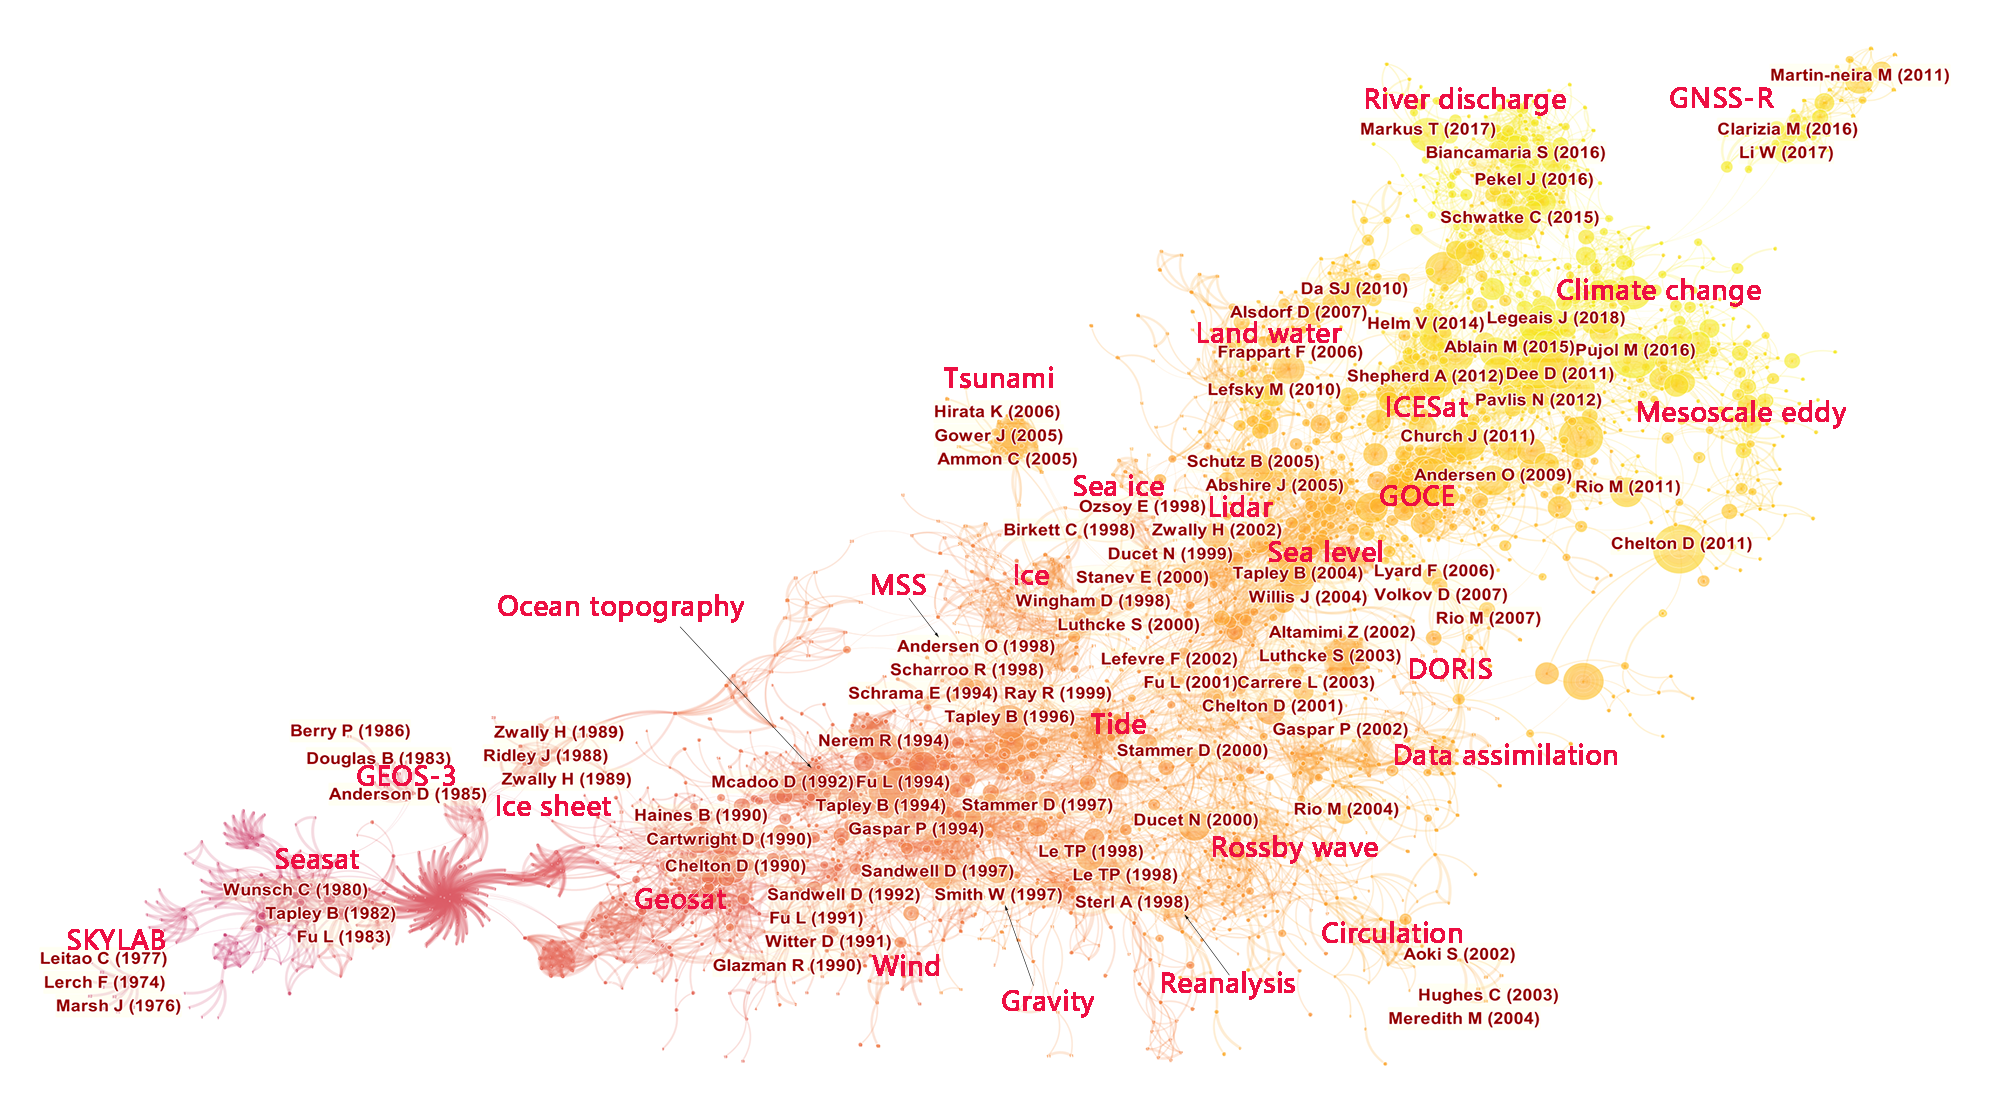 Martin-neira M (2011)
River discharge
GNSS-R
Markus T (2017)
Clarizia M (2016)
Biancamaria S (2016)
Li W (2017)
Pekel J (2016)
Schwatke C (2015)
Da SJ (2010)
Climate change
Alsdorf D (2007)
Helm V (2014)
Legeais J (2018)
Land water
Frappart F (2006)
Ablain M (2015)
Pujol M (2016)
Tsunami
Shepherd A (2012)
Dee D (2011)
Lefsky M (2010)
Hirata K (2006)
ICESat
Pavlis N (2012)
Mesoscale eddy
Gower J (2005)
Church J (2011)
Ammon C (2005)
Schutz B (2005)
Sea ice
Abshire J (2005)
Andersen O (2009)
GOCE
Rio M (2011)
Ozsoy E (1998)
Lidar
Birkett C (1998)
Zwally H (2002)
Chelton D (2011)
Ducet N (1999)
Sea level
MSS
Ice
Stanev E (2000)
Tapley B (2004)
Lyard F (2006)
Ocean topography
Wingham D (1998)
Willis J (2004)
Volkov D (2007)
Luthcke S (2000)
Rio M (2007)
Andersen O (1998)
Altamimi Z (2002)
Scharroo R (1998)
Lefevre F (2002)
Luthcke S (2003)
DORIS
Schrama E (1994)
Ray R (1999)
Fu L (2001)
Carrere L (2003)
Tapley B (1996)
Chelton D (2001)
Berry P (1986)
Zwally H (1989)
Nerem R (1994)
Tide
Gaspar P (2002)
Douglas B (1983)
Ridley J (1988)
Stammer D (2000)
Data assimilation
GEOS-3
Zwally H (1989)
Mcadoo D (1992)
Fu L (1994)
Anderson D (1985)
Ice sheet
Haines B (1990)
Tapley B (1994)
Stammer D (1997)
Rio M (2004)
Gaspar P (1994)
Ducet N (2000)
Cartwright D (1990)
Le TP (1998)
Rossby wave
Seasat
Chelton D (1990)
Sandwell D (1997)
Le TP (1998)
Wunsch C (1980)
Geosat
Sandwell D (1992)
Smith W (1997)
Sterl A (1998)
Tapley B (1982)
Fu L (1991)
Fu L (1983)
Witter D (1991)
Circulation
SKYLAB
Leitao C (1977)
Glazman R (1990)
Wind
Aoki S (2002)
Lerch F (1974)
Reanalysis
Marsh J (1976)
Gravity
Hughes C (2003)
Meredith M (2004)